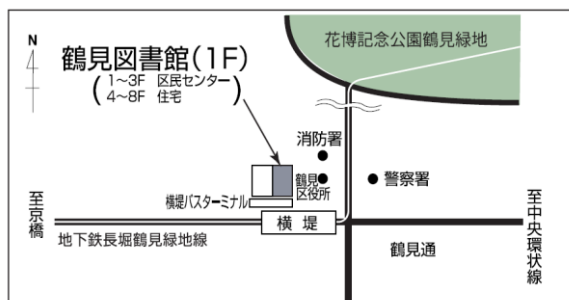 花博記念公園鶴見緑地
N
鶴見図書館(1F)
(1~3F 区民センター
4~8F 住宅)
消防署
鶴見
区役所
警察署
横堤バスターミナル
横堤
至京橋
至中央環状線
地下鉄長堀鶴見緑地線
鶴見通